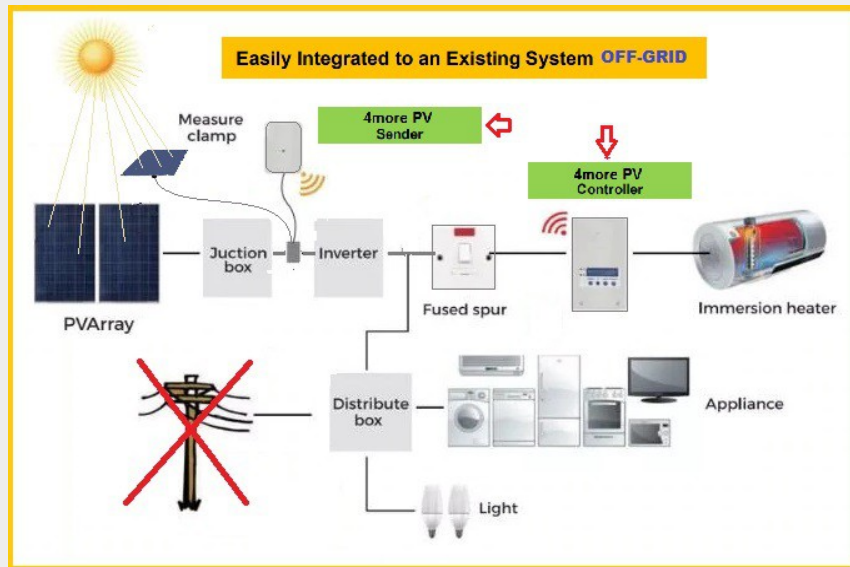 Easily Integrated to an Existing System OFF-GRID
Measure
clamp
4more PV
Sender
4more PV
Controller
Juction
box
Inverter
Fused spur
Immersion heater
PVArray
Distribute
box
Appliance
Light